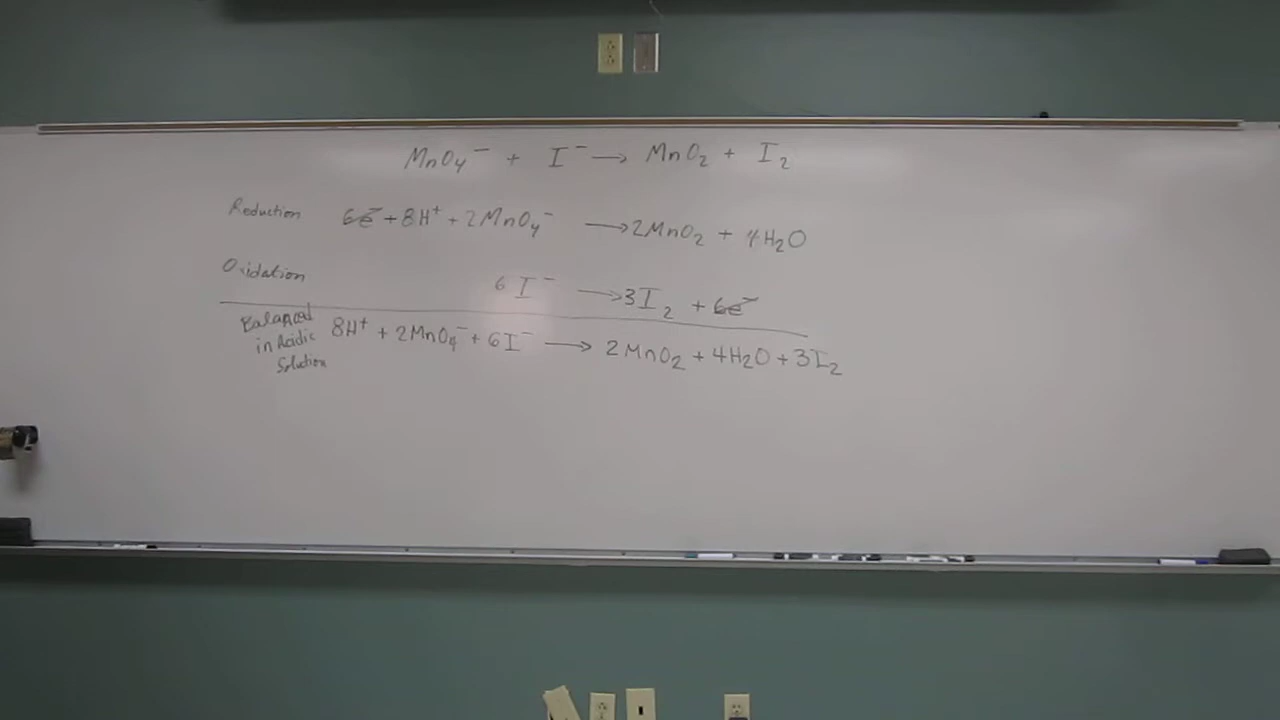 MnO4⁻ + I⁻ → MnO2 + I2
Reduction 6e⁻ + 8H⁺ + 2MnO4⁻ → 2MnO2 + 4H2O
Oxidation 6I⁻ → 3I2 + 6e⁻
Balanced in Acidic Solution 8H⁺ + 2MnO4⁻ + 6I⁻ → 2MnO2 + 4H2O + 3I2